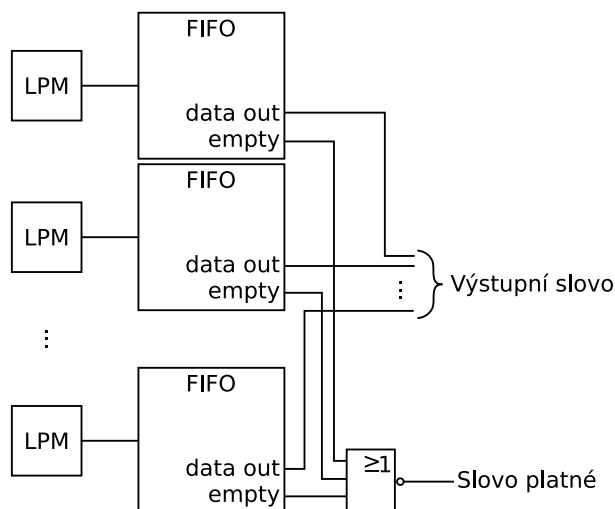 FIFO
LPM
data out
empty
FIFO
LPM
data out
empty
Výstupní slovo
FIFO
LPM
data out
empty
≥1
Slovo platné